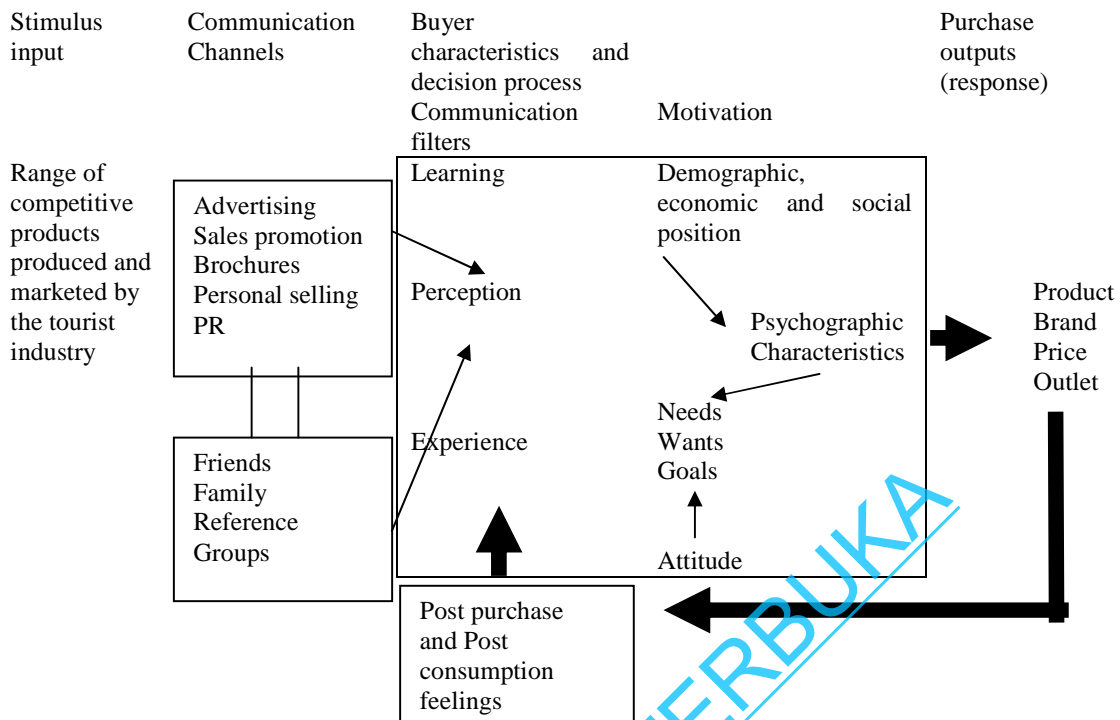 Stimulus
input
Communication
Channels
Buyer
characteristics and
decision process
Communication
filters
Motivation
Purchase
outputs
(response)
Range of
competitive
products
produced and
marketed by
the tourist
industry
Advertising
Sales promotion
Brochures
Personal selling
PR
Friends
Family
Reference
Groups
Learning
Perception
Experience
Demographic,
economic and social
position
Psychographic
Characteristics
Needs
Wants
Goals
Attitude
Product
Brand
Price
Outlet
Post purchase
and Post
consumption
feelings
ERBUKA